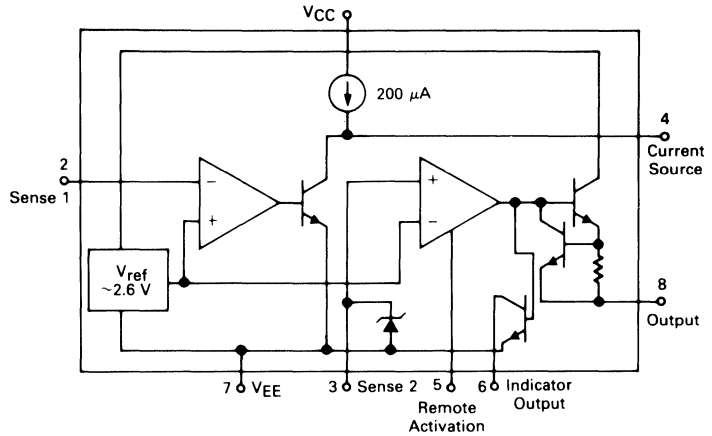 VCC
200 μA
4
Current
Source
2
Sense 1
−
+
+
−
Vref
~2.6 V
8
Output
7 VEE
3 Sense 2
5
Remote
Activation
6 Indicator
Output